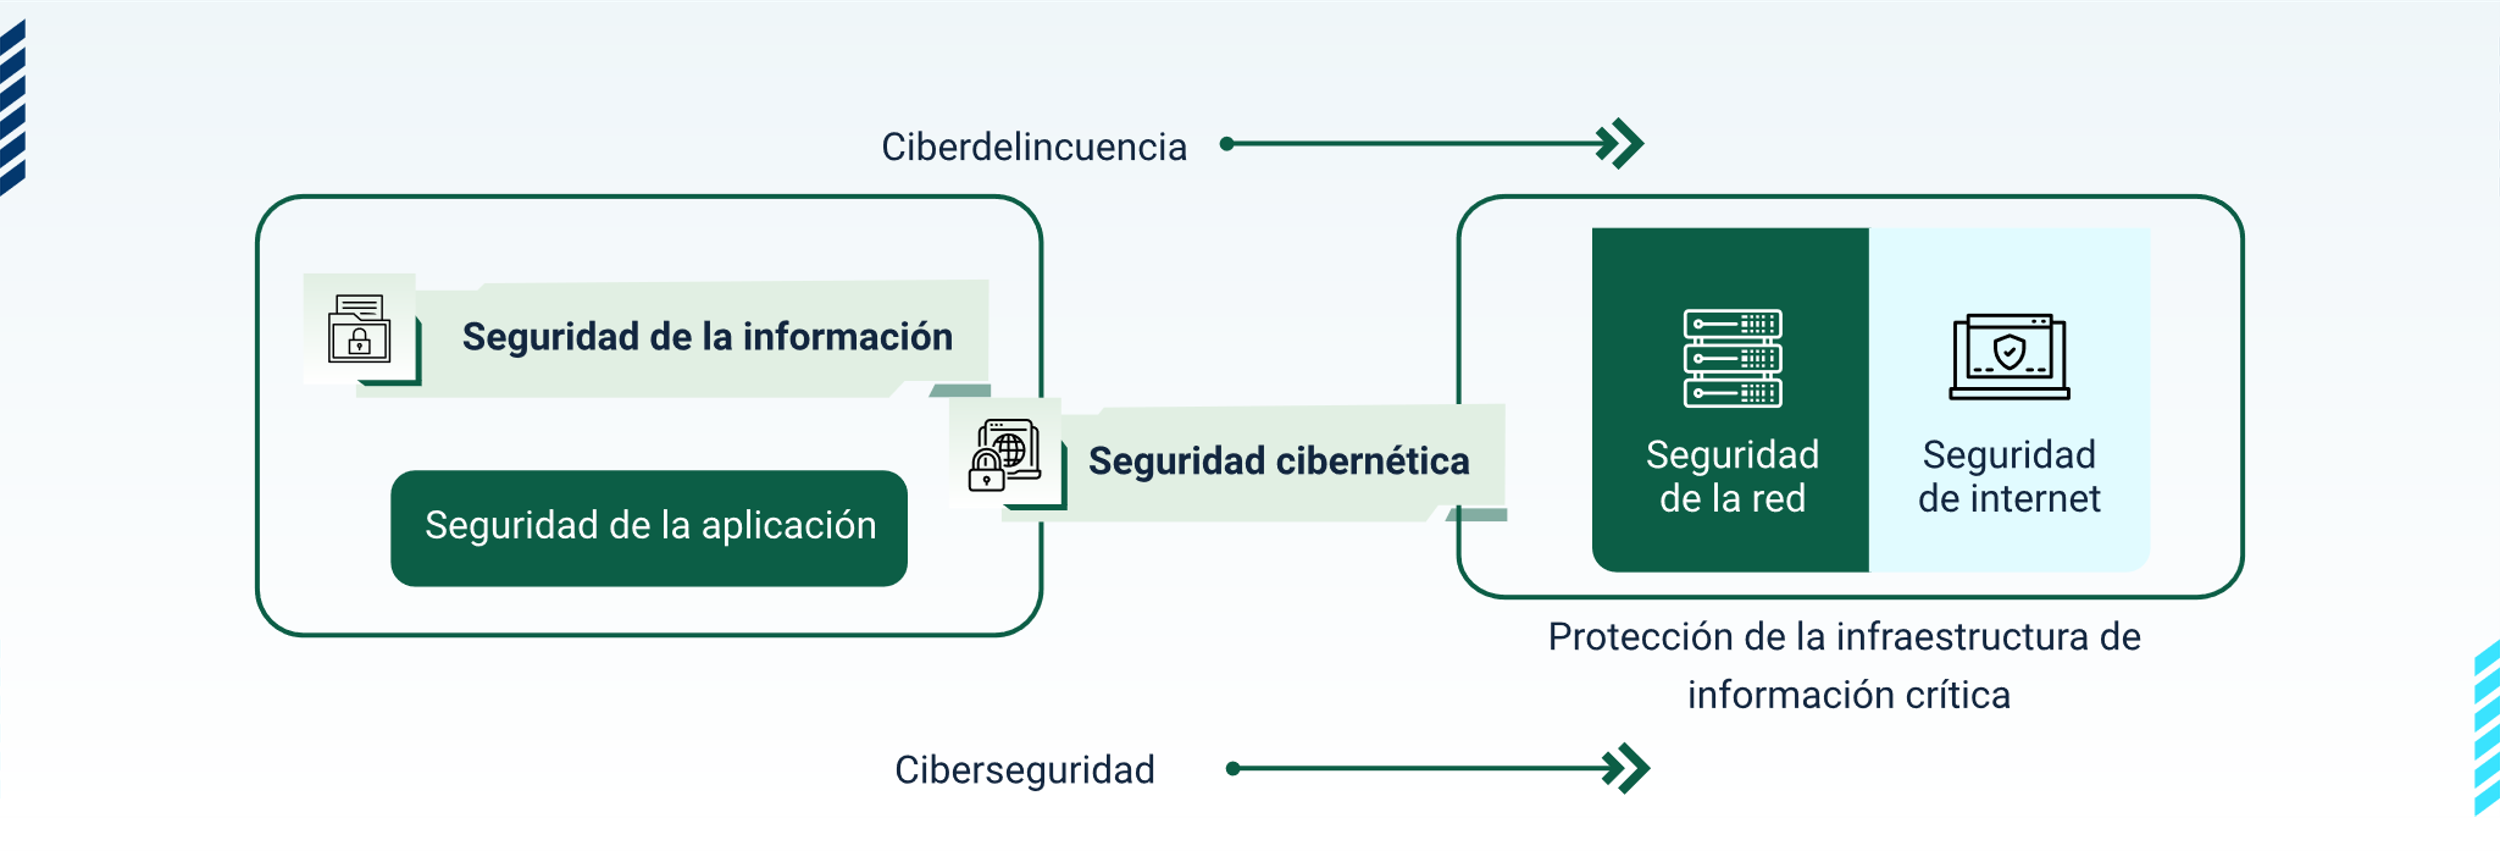 Ciberdelincuencia
Seguridad de la información
Seguridad de la aplicación
Seguridad cibernética
Seguridad
de la red
Seguridad
de internet
Protección de la infraestructura de
información crítica
Ciberseguridad